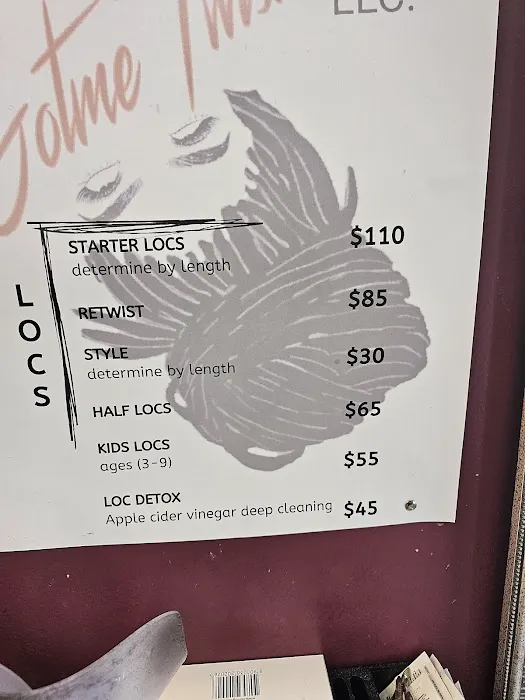 LLC.
LOCS
STARTER LOCS $110
determine by length
RETWIST $85
STYLE $30
determine by length
HALF LOCS $65
KIDS LOCS $55
ages (3-9)
LOC DETOX $45
Apple cider vinegar deep cleaning